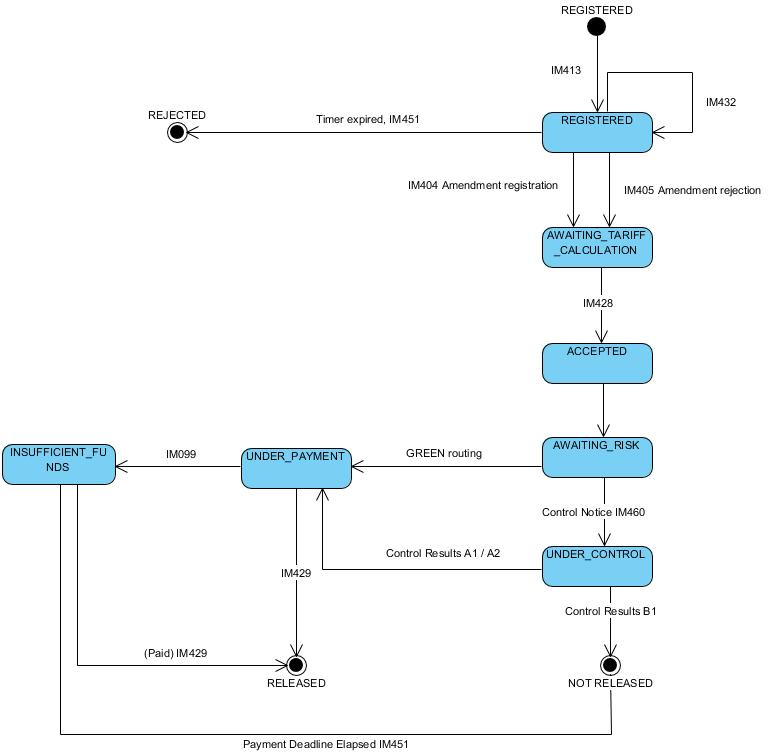 REGISTERED
IM413
IM432
REJECTED
Timer expired, IM451
REGISTERED
IM404 Amendment registration
IM405 Amendment rejection
AWAITING_TARIFF
_CALCULATION
IM428
ACCEPTED
INSUFFICIENT_FU
NDS
IM099
UNDER_PAYMENT
GREEN routing
AWAITING_RISK
Control Notice IM460
Control Results A1 / A2
UNDER_CONTROL
IM429
Control Results B1
(Paid) IM429
RELEASED
NOT RELEASED
Payment Deadline Elapsed IM451